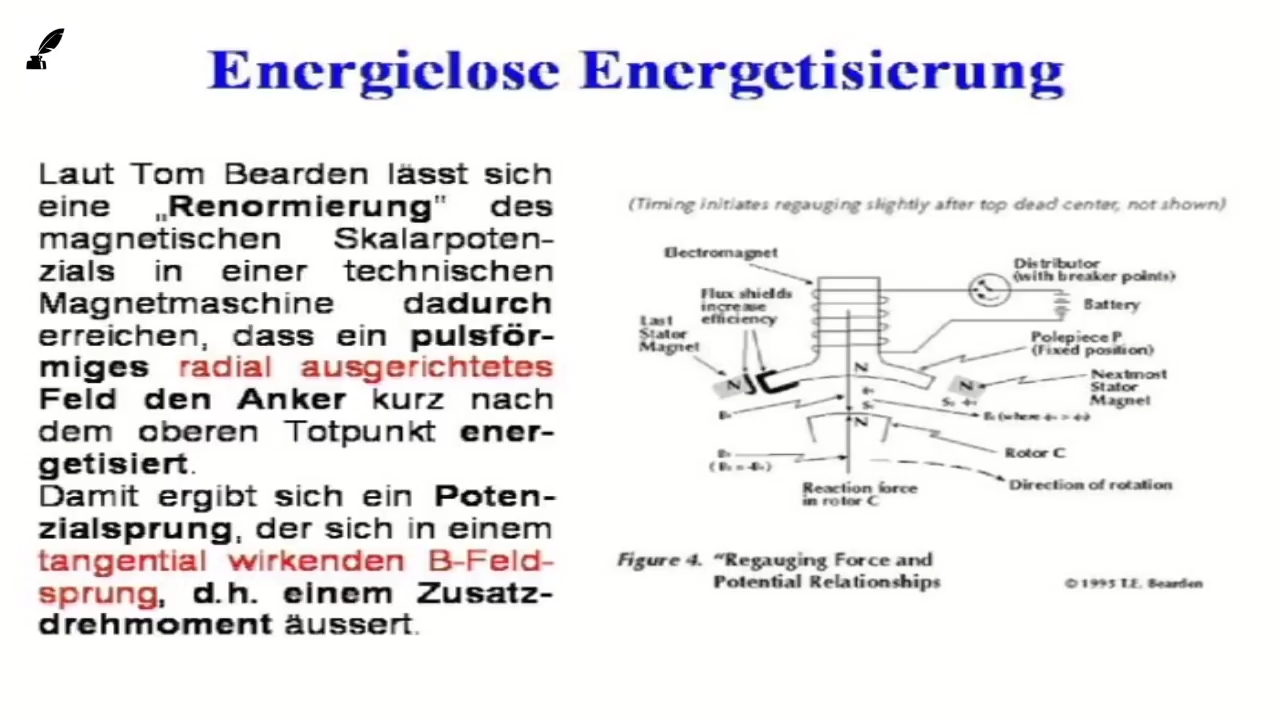 Energielose Energetisierung
Laut Tom Bearden lässt sich
eine „Renormierung" des
magnetischen Skalarpoten-
zials in einer technischen
Magnetmaschine dadurch
erreichen, dass ein pulsför-
miges radial ausgerichtetes
Feld den Anker kurz nach
dem oberen Totpunkt ener-
getisiert.
Damit ergibt sich ein Poten-
zialsprung, der sich in einem
tangential wirkenden B-Feld-
sprung, d.h. einem Zusatz-
drehmoment äussert.
(Timing initiates regauging slightly after top dead center, not shown)
Electromagnet
Distributor
(with breaker points)
Battery
Flux shields
increase
efficiency
Last
Stator
Magnet
Polepiece P
(Fixed position)
Nextmost
Stator
Magnet
N
N
N
N
Rotor C
Direction of rotation
Reaction force
in rotor C
Figure 4. "Regauging Force and
Potential Relationships
© 1995 T.E. Bearden